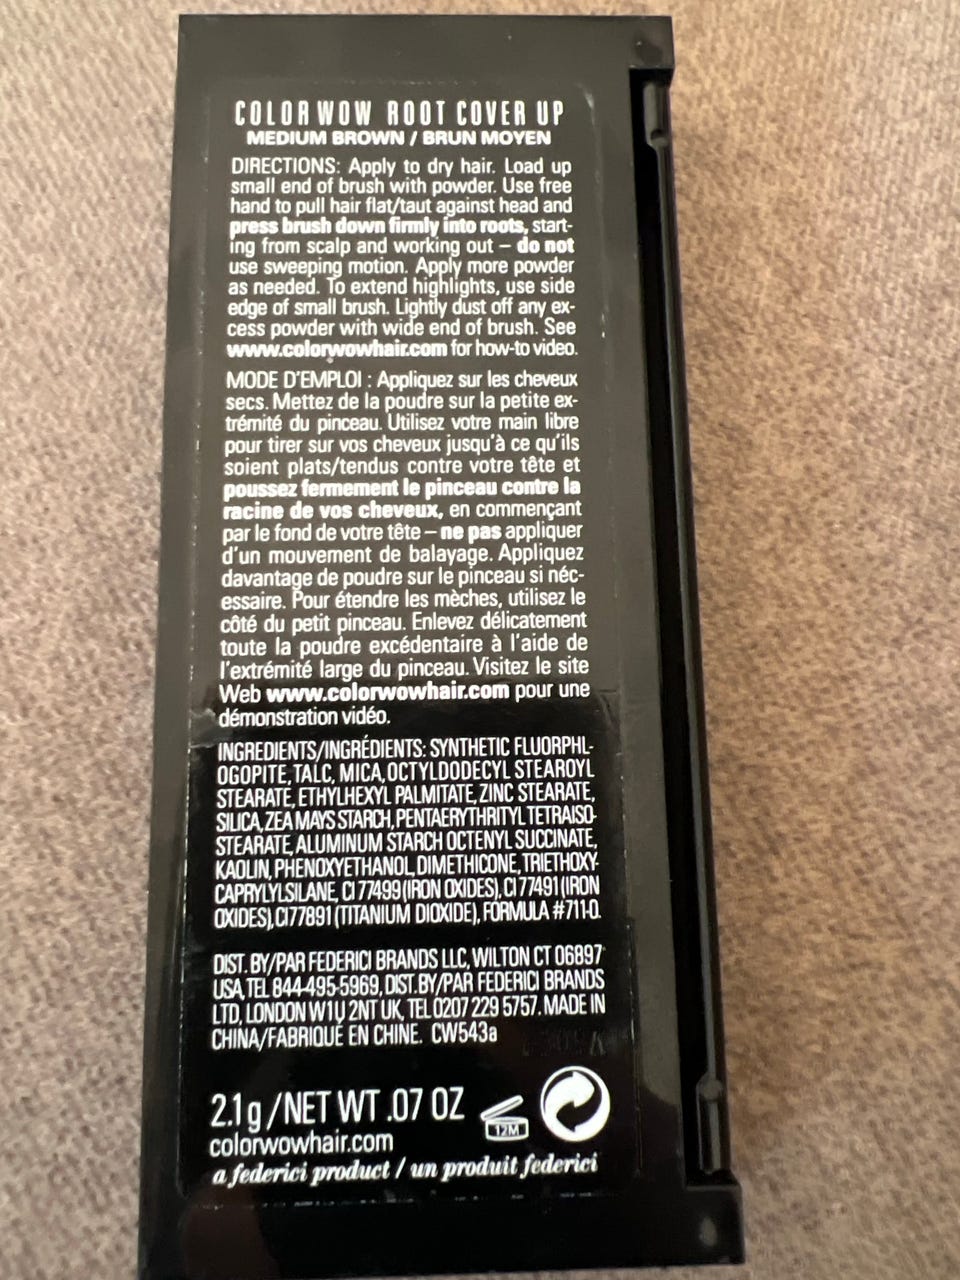 COLOR WOW ROOT COVER UP
MEDIUM BROWN / BRUN MOYEN
DIRECTIONS: Apply to dry hair. Load up
small end of brush with powder. Use free
hand to pull hair flat/taut against head and
press brush down firmly into roots, start-
ing from scalp and working out – do not
use sweeping motion. Apply more powder
as needed. To extend highlights, use side
edge of small brush. Lightly dust off any ex-
cess powder with wide end of brush. See
www.colorwowhair.com for how-to video.
MODE D'EMPLOI : Appliquez sur les cheveux
secs. Mettez de la poudre sur la petite ex-
trémité du pinceau. Utilisez votre main libre
pour tirer sur vos cheveux jusqu'à ce qu'ils
soient plats/tendus contre votre tête et
poussez fermement le pinceau contre la
racine de vos cheveux, en commençant
par le fond de votre tête – ne pas appliquer
d'un mouvement de balayage. Appliquez
davantage de poudre sur le pinceau si néc-
essaire. Pour étendre les mèches, utilisez le
côté du petit pinceau. Enlevez délicatement
toute la poudre excédentaire à l'aide de
l'extrémité large du pinceau. Visitez le site
Web www.colorwowhair.com pour une
démonstration vidéo.
INGREDIENTS/INGRÉDIENTS: SYNTHETIC FLUORPHL-
OGOPITE, TALC, MICA, OCTYLDODECYL STEAROYL
STEARATE, ETHYLHEXYL PALMITATE, ZINC STEARATE,
SILICA, ZEA MAYS STARCH, PENTAERYTHRITYL TETRAISO-
STEARATE, ALUMINUM STARCH OCTENYL SUCCINATE,
KAOLIN, PHENOXYETHANOL, DIMETHICONE, TRIETHOXY-
CAPRYLYLSILANE, CI 77499 (IRON OXIDES), CI 77491 (IRON
OXIDES), CI 77891 (TITANIUM DIOXIDE), FORMULA #711-0.
DIST. BY/PAR FEDERICI BRANDS LLC, WILTON CT 06897
USA, TEL 844-495-5969, DIST. BY/PAR FEDERICI BRANDS
LTD, LONDON W1U 2NT UK, TEL 0207 229 5757. MADE IN
CHINA/FABRIQUÉ EN CHINE. CW543a
2.1 g / NET WT .07 OZ
12M
colorwowhair.com
a federici product / un produit federici